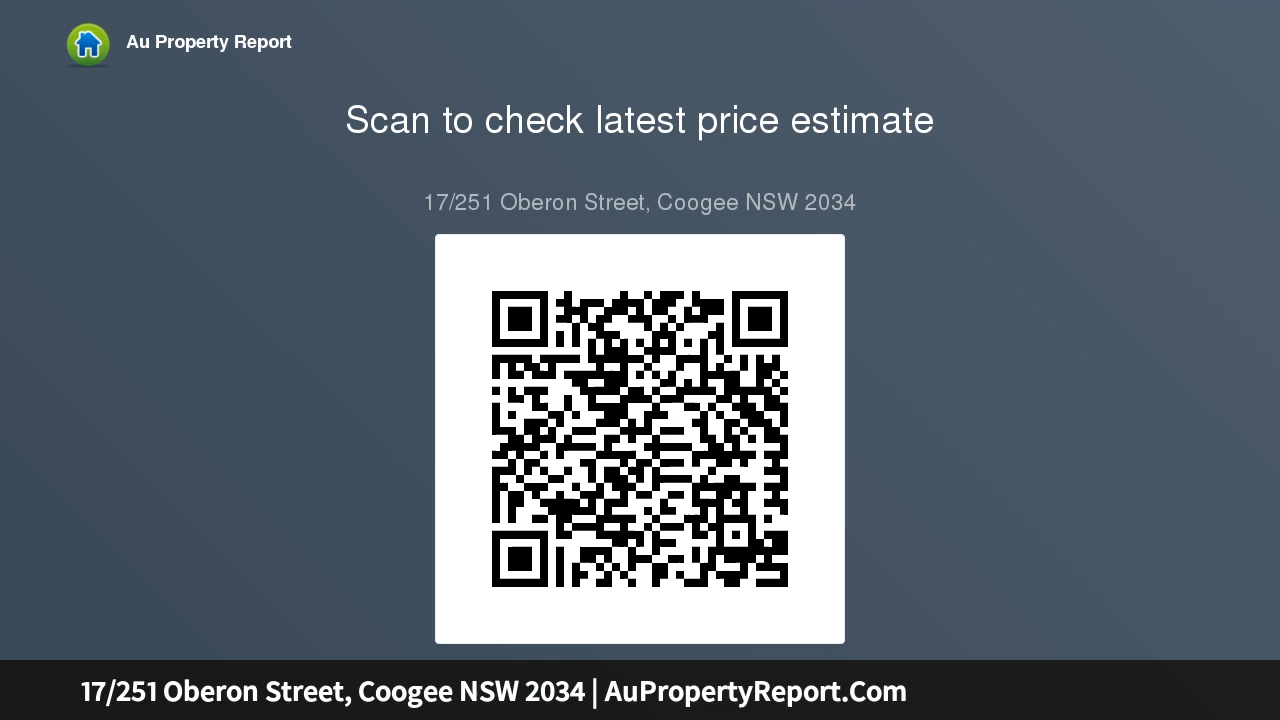 Au Property Report
Scan to check latest price estimate
17/251 Oberon Street, Coogee NSW 2034
17/251 Oberon Street, Coogee NSW 2034 | AuPropertyReport.Com